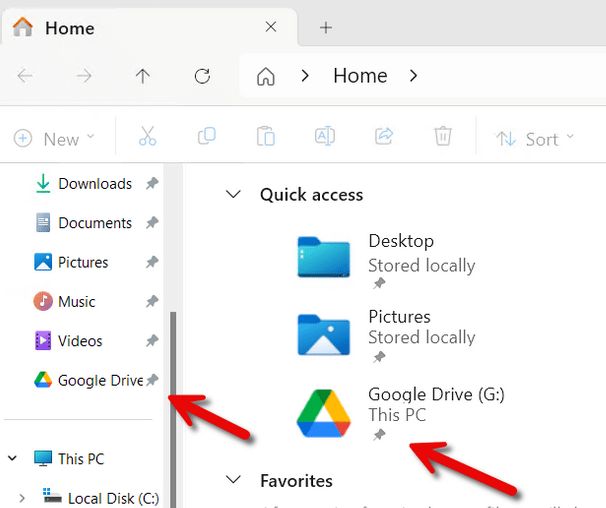 Home
Home
New
Sort
Downloads
Documents
Pictures
Music
Videos
Google Drive
This PC
Local Disk (C:)
Quick access
Desktop
Stored locally
Pictures
Stored locally
Google Drive (G:)
This PC
Favorites